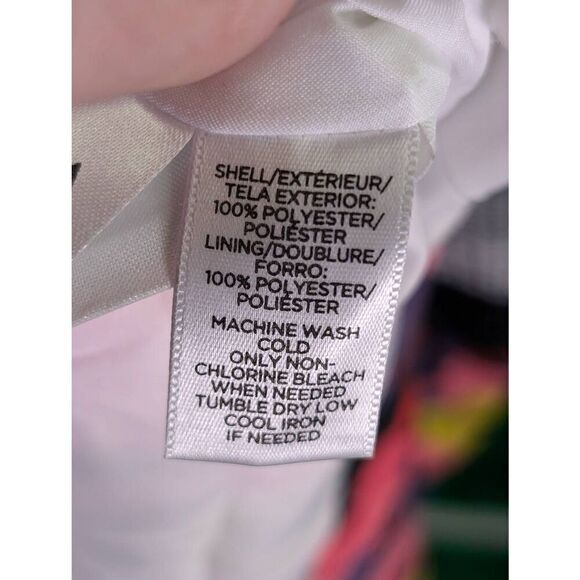 SHELL/EXTÉRIEUR/
TELA EXTERIOR:
100% POLYESTER/
POLIÉSTER
LINING/DOUBLURE/
FORRO:
100% POLYESTER/
POLIÉSTER
MACHINE WASH
COLD
ONLY NON-
CHLORINE BLEACH
WHEN NEEDED
TUMBLE DRY LOW
COOL IRON
IF NEEDED